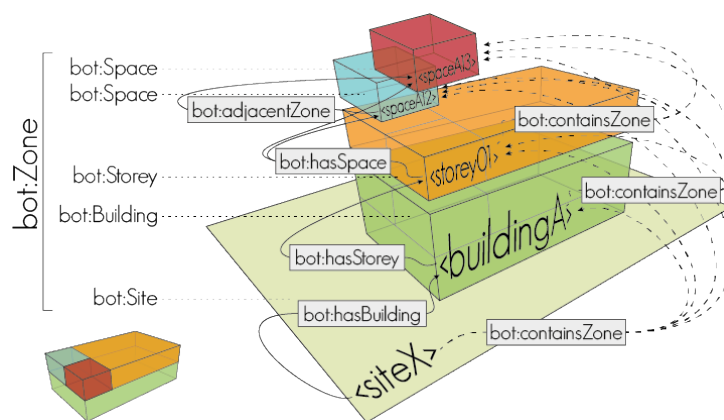 bot:Zone
bot:Space
bot:Space
bot:Storey
bot:Building
bot:Site
<spaceA13>
<spaceA12>
bot:adjacentZone
bot:containsZone
bot:hasSpace
<storey01>
bot:containsZone
<buildingA>
bot:hasStorey
bot:hasBuilding
bot:containsZone
<siteX>